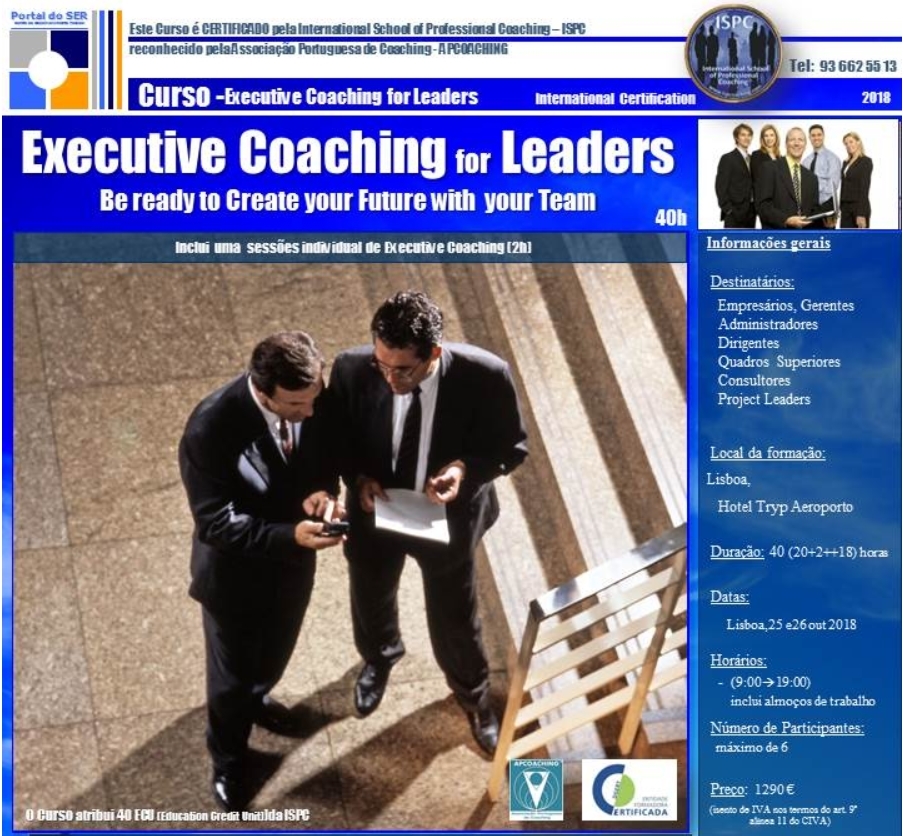 Portal do SER
Este Curso é CERTIFICADO pela International School of Professional Coaching – ISPC
reconhecido pela Associação Portuguesa de Coaching - APCOACHING
ISPC
International School
of Professional
Coaching
Tel: 93 662 55 13
Curso -Executive Coaching for Leaders
International Certification
2018
Executive Coaching for Leaders
Be ready to Create your Future with your Team
40h
Inclui uma sessões individual de Executive Coaching (2h)
Informações gerais
Destinatários:
Empresários, Gerentes
Administradores
Dirigentes
Quadros Superiores
Consultores
Project Leaders
Local da formação:
Lisboa,
Hotel Tryp Aeroporto
Duração: 40 (20+2++18) horas
Datas:
Lisboa,25 e26 out 2018
Horários:
- (9:00→19:00)
inclui almoços de trabalho
Número de Participantes:
máximo de 6
Preço: 1290 €
(isento de IVA nos termos do art. 9º
alinea 11 do CIVA)
APCOACHING
ENTIDADE
FORMADORA
CERTIFICADA
O Curso atribui 40 ECU (Education Credit Unit)]da ISPC